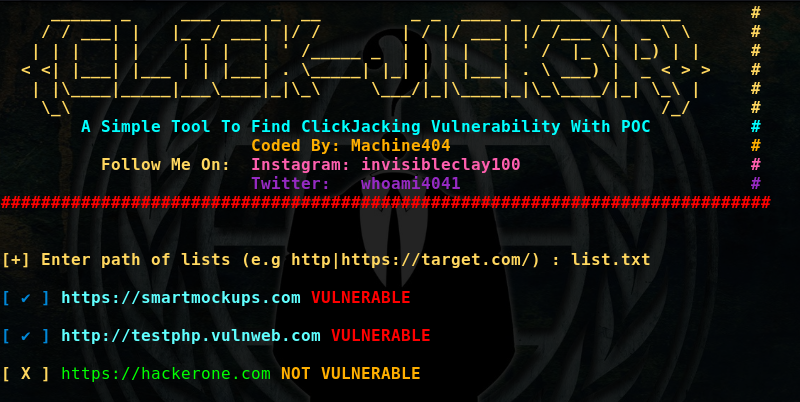 {CLICK-JACK3R}
A Simple Tool To Find ClickJacking Vulnerability With POC #
Coded By: Machine404 #
Follow Me On: Instagram: invisibleclay100 #
Twitter: whoami4041 #
#############################################################################
[+] Enter path of lists (e.g http|https://target.com/) : list.txt
[ ✔ ] https://smartmockups.com VULNERABLE
[ ✔ ] http://testphp.vulnweb.com VULNERABLE
[ X ] https://hackerone.com NOT VULNERABLE